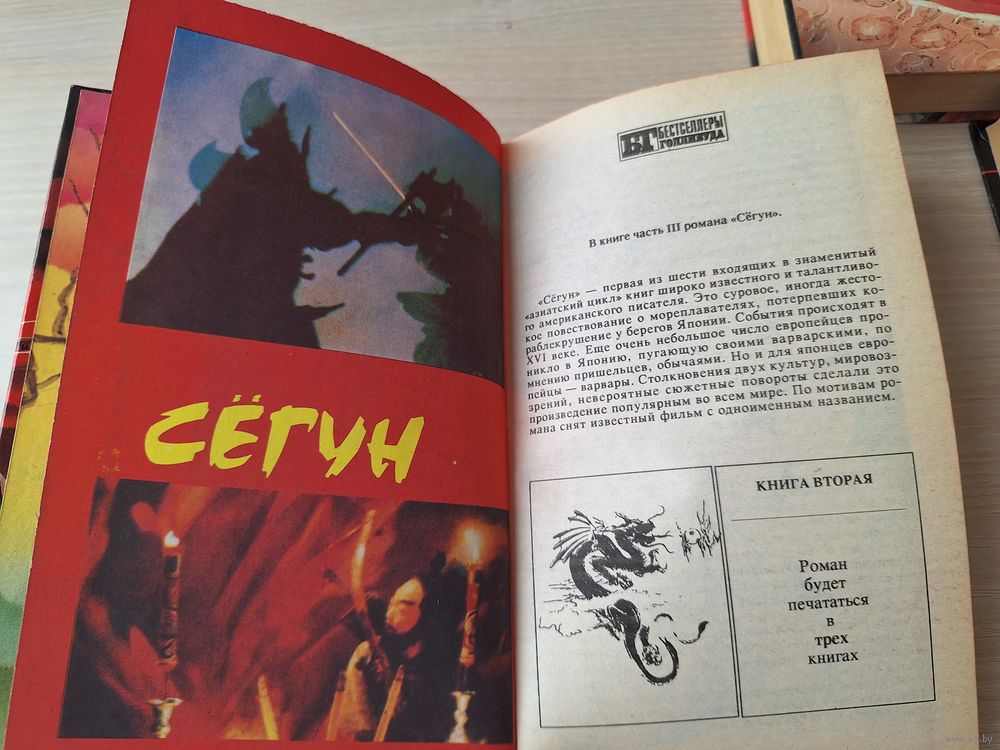 СЁГУН
БГ БЕСТСЕЛЛЕРЫ
ГОЛЛИВУДА
В книге часть III романа «Сёгун».
«Сёгун» — первая из шести входящих в знаменитый
«азиатский цикл» книг широко известного и талантливо-
го американского писателя. Это суровое, иногда жесто-
кое повествование о мореплавателях, потерпевших ко-
раблекрушение у берегов Японии. События происходят в
XVI веке. Еще очень небольшое число европейцев про-
никло в Японию, пугающую своими варварскими, по
мнению пришельцев, обычаями. Но и для японцев евро-
пейцы — варвары. Столкновения двух культур, мировоз-
зрений, невероятные сюжетные повороты сделали это
произведение популярным во всем мире. По мотивам ро-
мана снят известный фильм с одноименным названием.
КНИГА ВТОРАЯ
Роман
будет
печататься
в
трех
книгах
www.ay.by